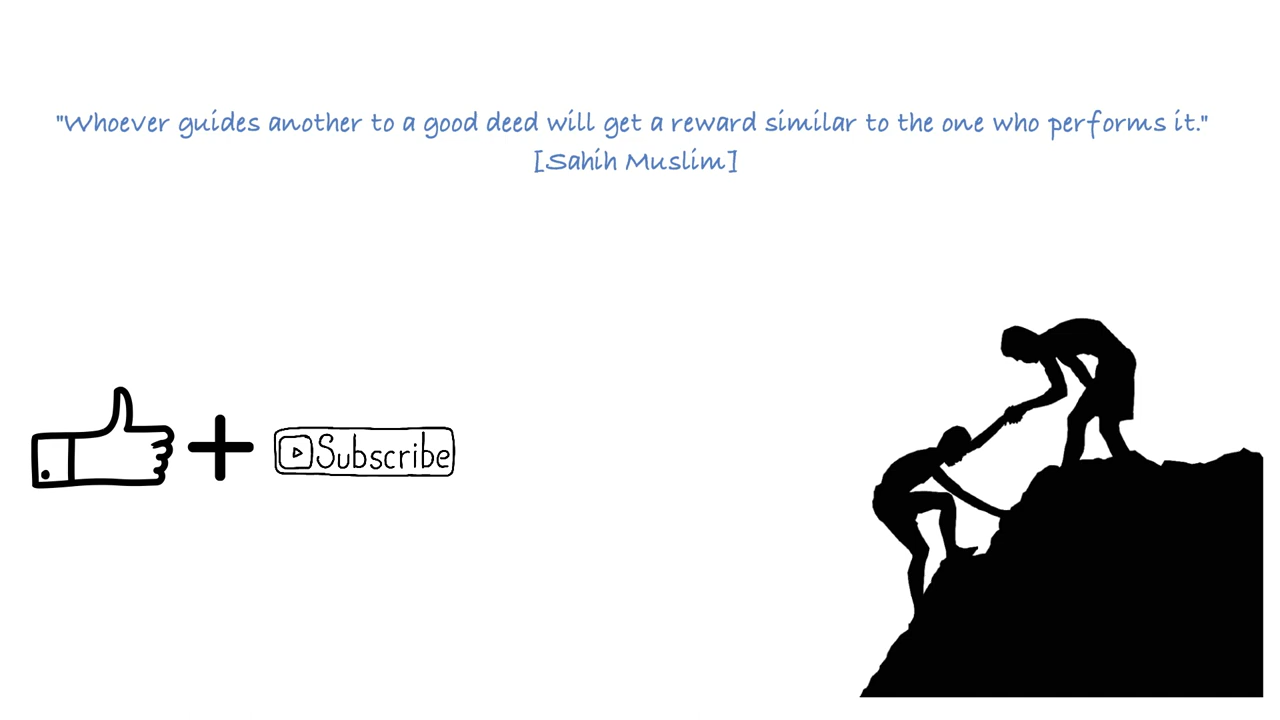 "Whoever guides another to a good deed will get a reward similar to the one who performs it."
[Sahih Muslim]
Subscribe